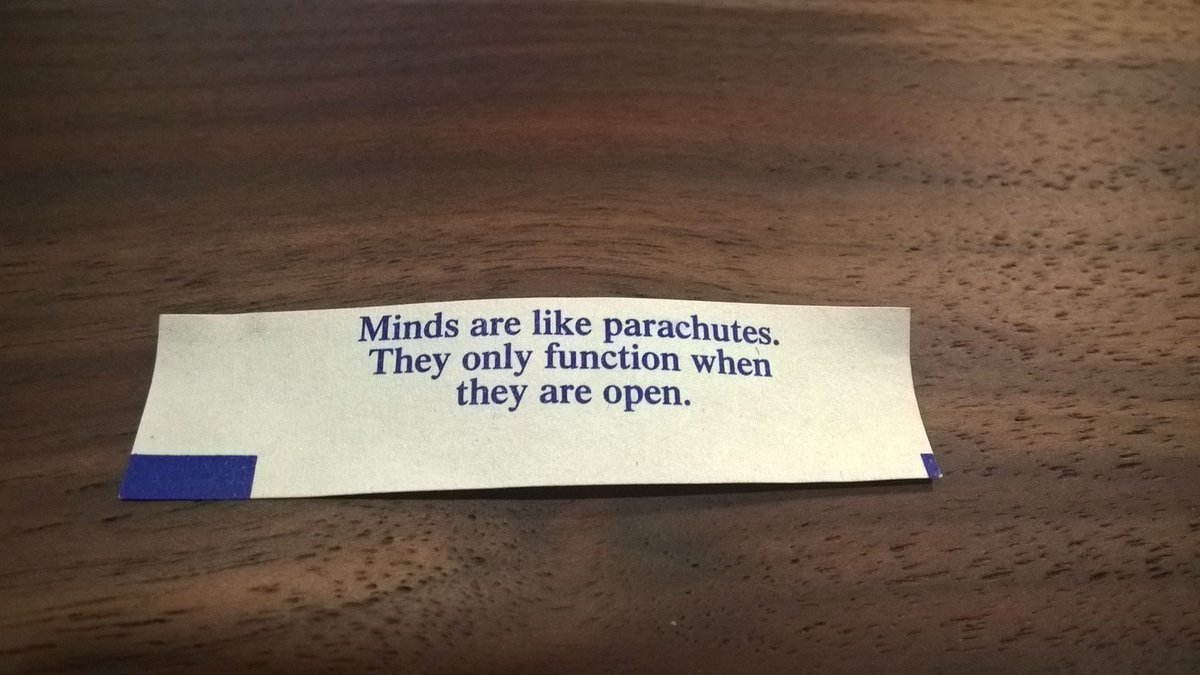 Minds are like parachutes.
They only function when
they are open.